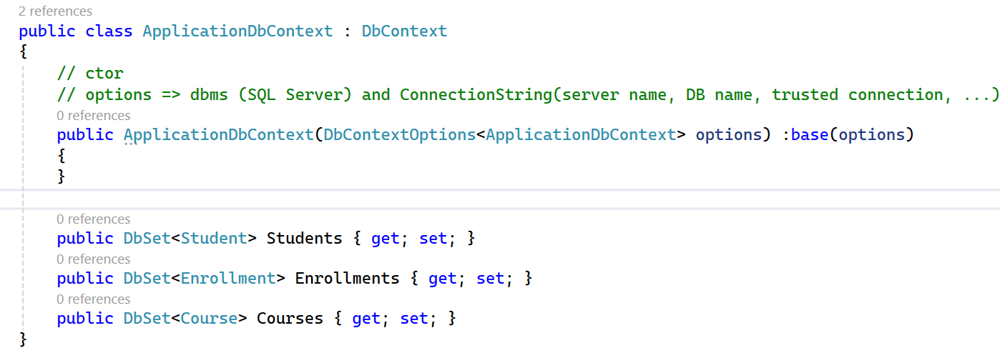 2 references
public class ApplicationDbContext : DbContext
{
// ctor
// options => dbms (SQL Server) and ConnectionString(server name, DB name, trusted connection, ...)
0 references
public ApplicationDbContext(DbContextOptions<ApplicationDbContext> options) :base(options)
{
}
0 references
public DbSet<Student> Students { get; set; }
0 references
public DbSet<Enrollment> Enrollments { get; set; }
0 references
public DbSet<Course> Courses { get; set; }
}